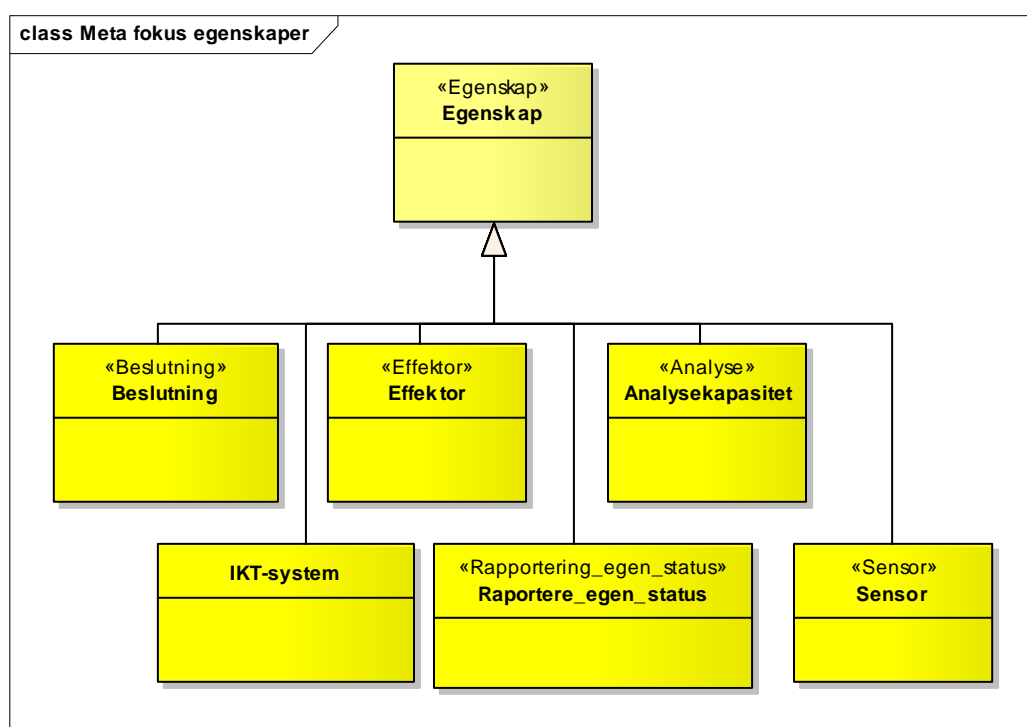 class Meta fokus egenskaper
«Egenskap»
Egenskap
«Beslutning»
Beslutning
«Effektor»
Effektor
«Analyse»
Analysekapasitet
IKT-system
«Rapportering_egen_status»
Raportere_egen_status
«Sensor»
Sensor